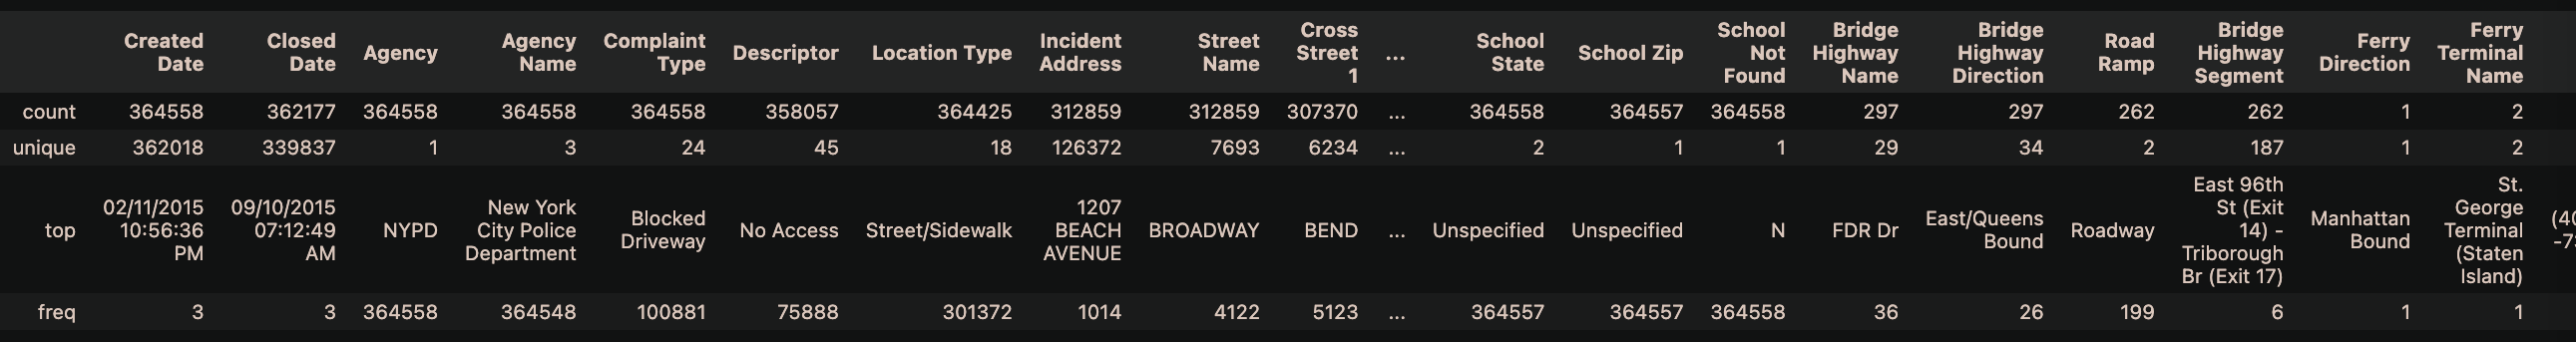 Created Date Closed Date Agency Agency Name Complaint Type Descriptor Location Type Incident Address Street Name Cross Street 1 ... School State School Zip School Not Found Bridge Highway Name Bridge Highway Direction Road Ramp Bridge Highway Segment Ferry Direction Ferry Terminal Name
count 364558 362177 364558 364558 364558 358057 364425 312859 312859 307370 ... 364558 364557 364558 297 297 262 262 1 2
unique 362018 339837 1 3 24 45 18 126372 7693 6234 ... 2 1 1 29 34 2 187 1 2
top 02/11/2015 10:56:36 PM 09/10/2015 07:12:49 AM NYPD New York City Police Department Blocked Driveway No Access Street/Sidewalk 1207 BEACH AVENUE BROADWAY BEND ... Unspecified Unspecified N FDR Dr East/Queens Bound Roadway East 96th St (Exit 14) - Triborough Br (Exit 17) Manhattan Bound St. George Terminal (Staten Island)
freq 3 3 364558 364548 100881 75888 301372 1014 4122 5123 ... 364557 364557 364558 36 26 199 6 1 1